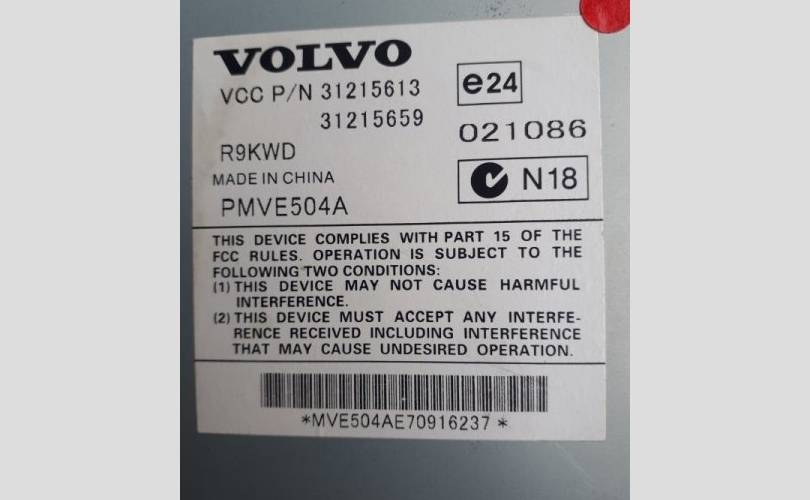 VOLVO
VCC P/N 31215613
31215659
e24
021086
R9KWD
MADE IN CHINA
PMVE504A
N18
THIS DEVICE COMPLIES WITH PART 15 OF THE
FCC RULES. OPERATION IS SUBJECT TO THE
FOLLOWING TWO CONDITIONS:
(1) THIS DEVICE MAY NOT CAUSE HARMFUL
INTERFERENCE.
(2) THIS DEVICE MUST ACCEPT ANY INTERFE-
RENCE RECEIVED INCLUDING INTERFERENCE
THAT MAY CAUSE UNDESIRED OPERATION.
*MVE504AE70916237*